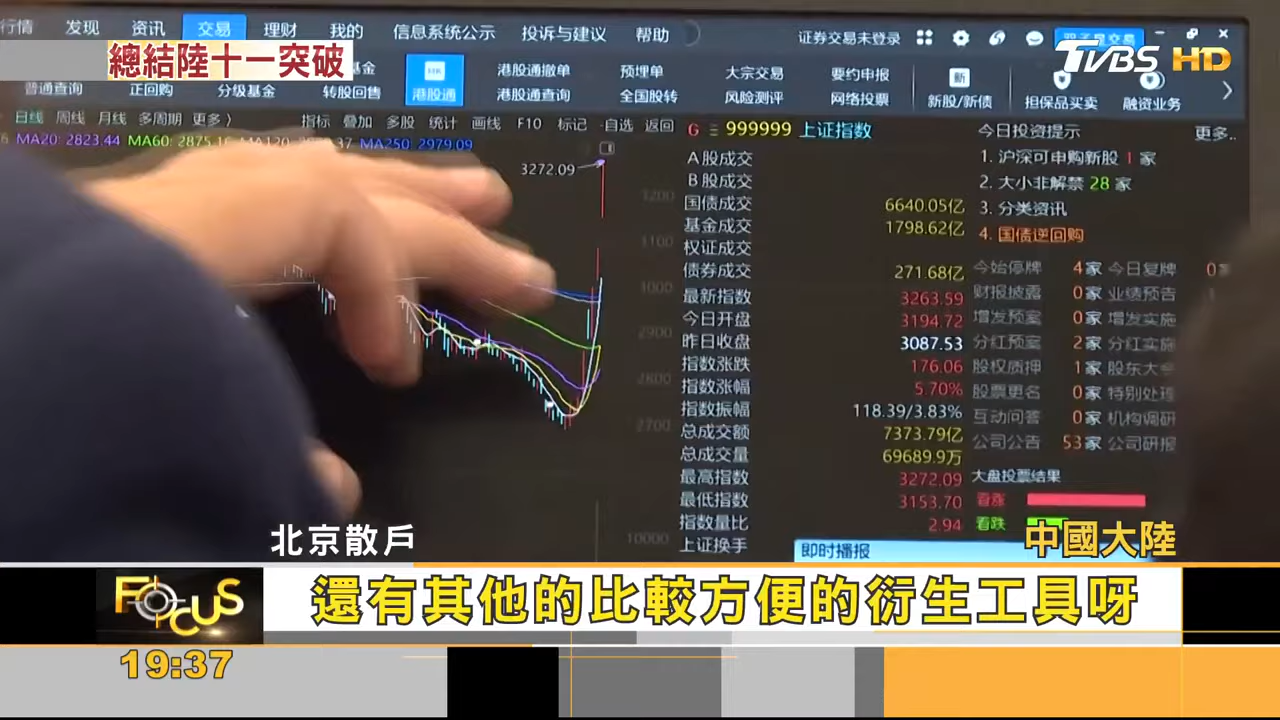 行情 发现 资讯 交易 理财 我的 信息系统公示 投诉与建议 帮助 证券交易未登录
TVBS HD
總結陸十一突破
基金 港股通 港股通撤单 预埋单 大宗交易 要约申报
普通查询 正回购 分级基金 转股回售 港股通查询 全国股转 风险测评 网络投票 新股/新债 担保品买卖 融资业务
日线 周线 月线 多周期 更多 指标 叠加 多股 统计 画线 F10 标记 自选 返回
MA20: 2823.44 MA60: 2875.16 MA250 2979.09
G 999999 上证指数
今日投资提示 更多..
3272.09
A股成交
B股成交
国债成交 6640.05亿
基金成交 1798.62亿
权证成交
债券成交 271.68亿
最新指数 3263.59
今日开盘 3194.72
昨日收盘 3087.53
指数涨跌 176.06
指数涨幅 5.70%
指数振幅 118.39/3.83%
总成交额 7373.79亿
总成交量 69689.9万
最高指数 3272.09
最低指数 3153.70
指数量比 2.94
上证换手
3200
3100
3000
2900
2800
2700
10000
1. 沪深可申购新股 1 家
2. 大小非解禁 28 家
3. 分类资讯
4. 国债逆回购
今始停牌 4家 今日复牌 0家
财报披露 0家 业绩预告
增发预案 0家 增发实施
分红预案 2家 分红实施
股权质押 1家 股东大会
股票更名 0家 特别处理
互动问答 0家 机构调研
公司公告 53家 公司研报
大盘投票结果
看涨
看跌
即时播报
北京散戶
中國大陸
FOCUS
還有其他的比較方便的衍生工具呀
19:37